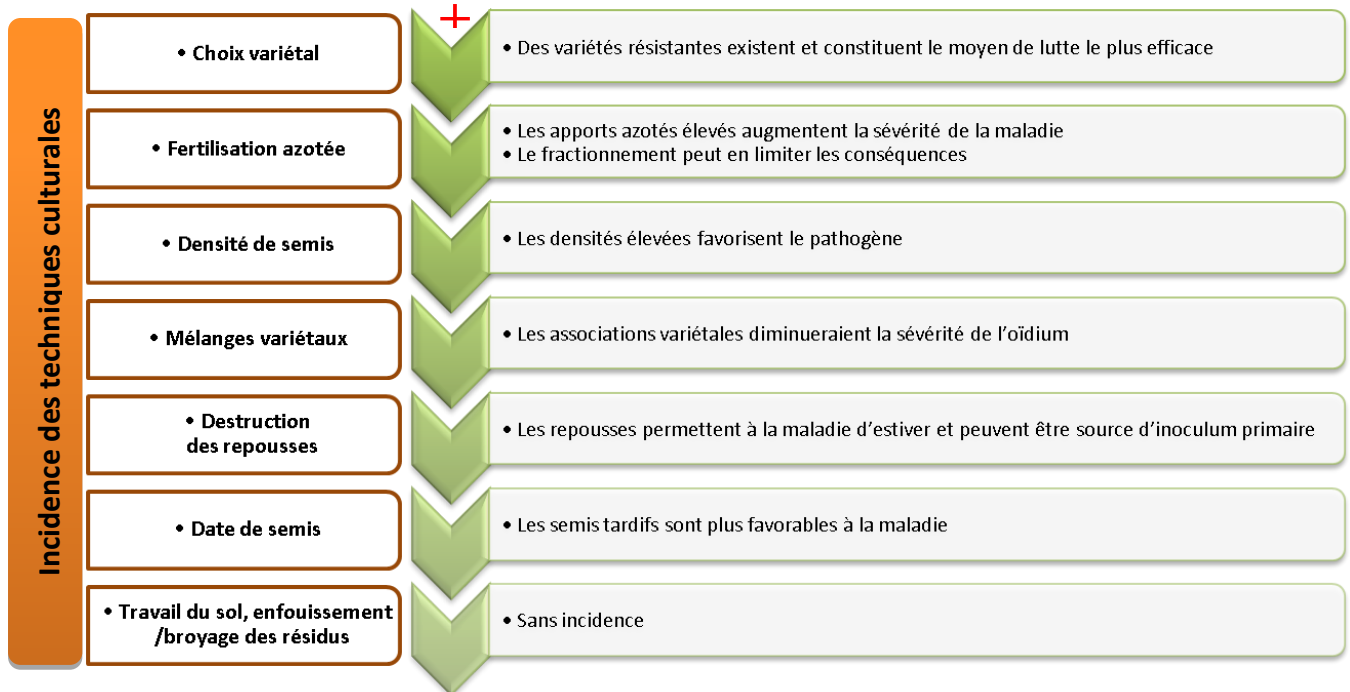 Incidence des techniques culturales
+
• Choix variétal
• Des variétés résistantes existent et constituent le moyen de lutte le plus efficace
• Fertilisation azotée
• Les apports azotés élevés augmentent la sévérité de la maladie
• Le fractionnement peut en limiter les conséquences
• Densité de semis
• Les densités élevées favorisent le pathogène
• Mélanges variétaux
• Les associations variétales diminueraient la sévérité de l’oïdium
• Destruction
des repousses
• Les repousses permettent à la maladie d’estiver et peuvent être source d’inoculum primaire
• Date de semis
• Les semis tardifs sont plus favorables à la maladie
• Travail du sol, enfouissement
/broyage des résidus
• Sans incidence